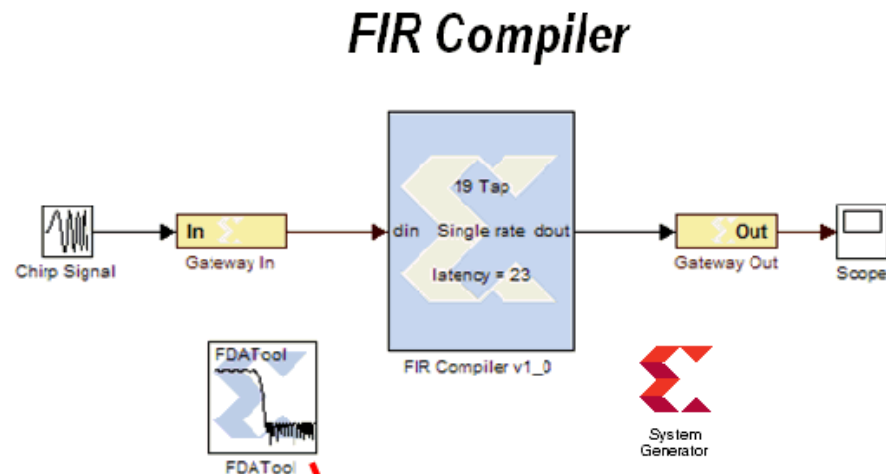 FIR Compiler
19 Tap
In
din Single rate dout
Out
Chirp Signal
Gateway In
latency = 23
Gateway Out
Scope
FDATool
FIR Compiler v1_0
System
Generator
FDATool